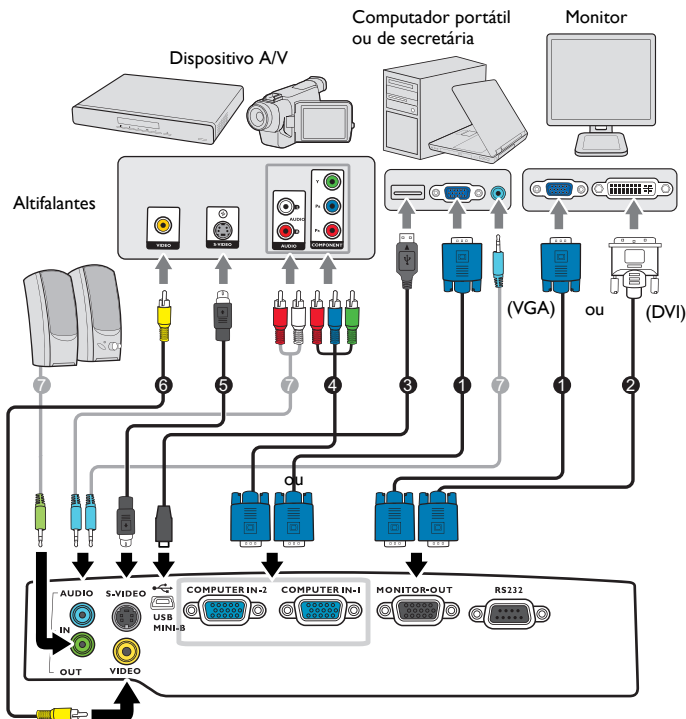 Computador portátil
ou de secretária
Monitor
Dispositivo A/V
Altifalantes
VIDEO
S-VIDEO
AUDIO
AUDIO
Y
PB
PR
COMPONENT
(VGA)
ou
(DVI)
7
6
5
7
4
3
1
7
1
2
ou
AUDIO
S-VIDEO
USB
MINI-B
COMPUTER IN-2
COMPUTER IN-1
MONITOR-OUT
RS232
IN
OUT
VIDEO